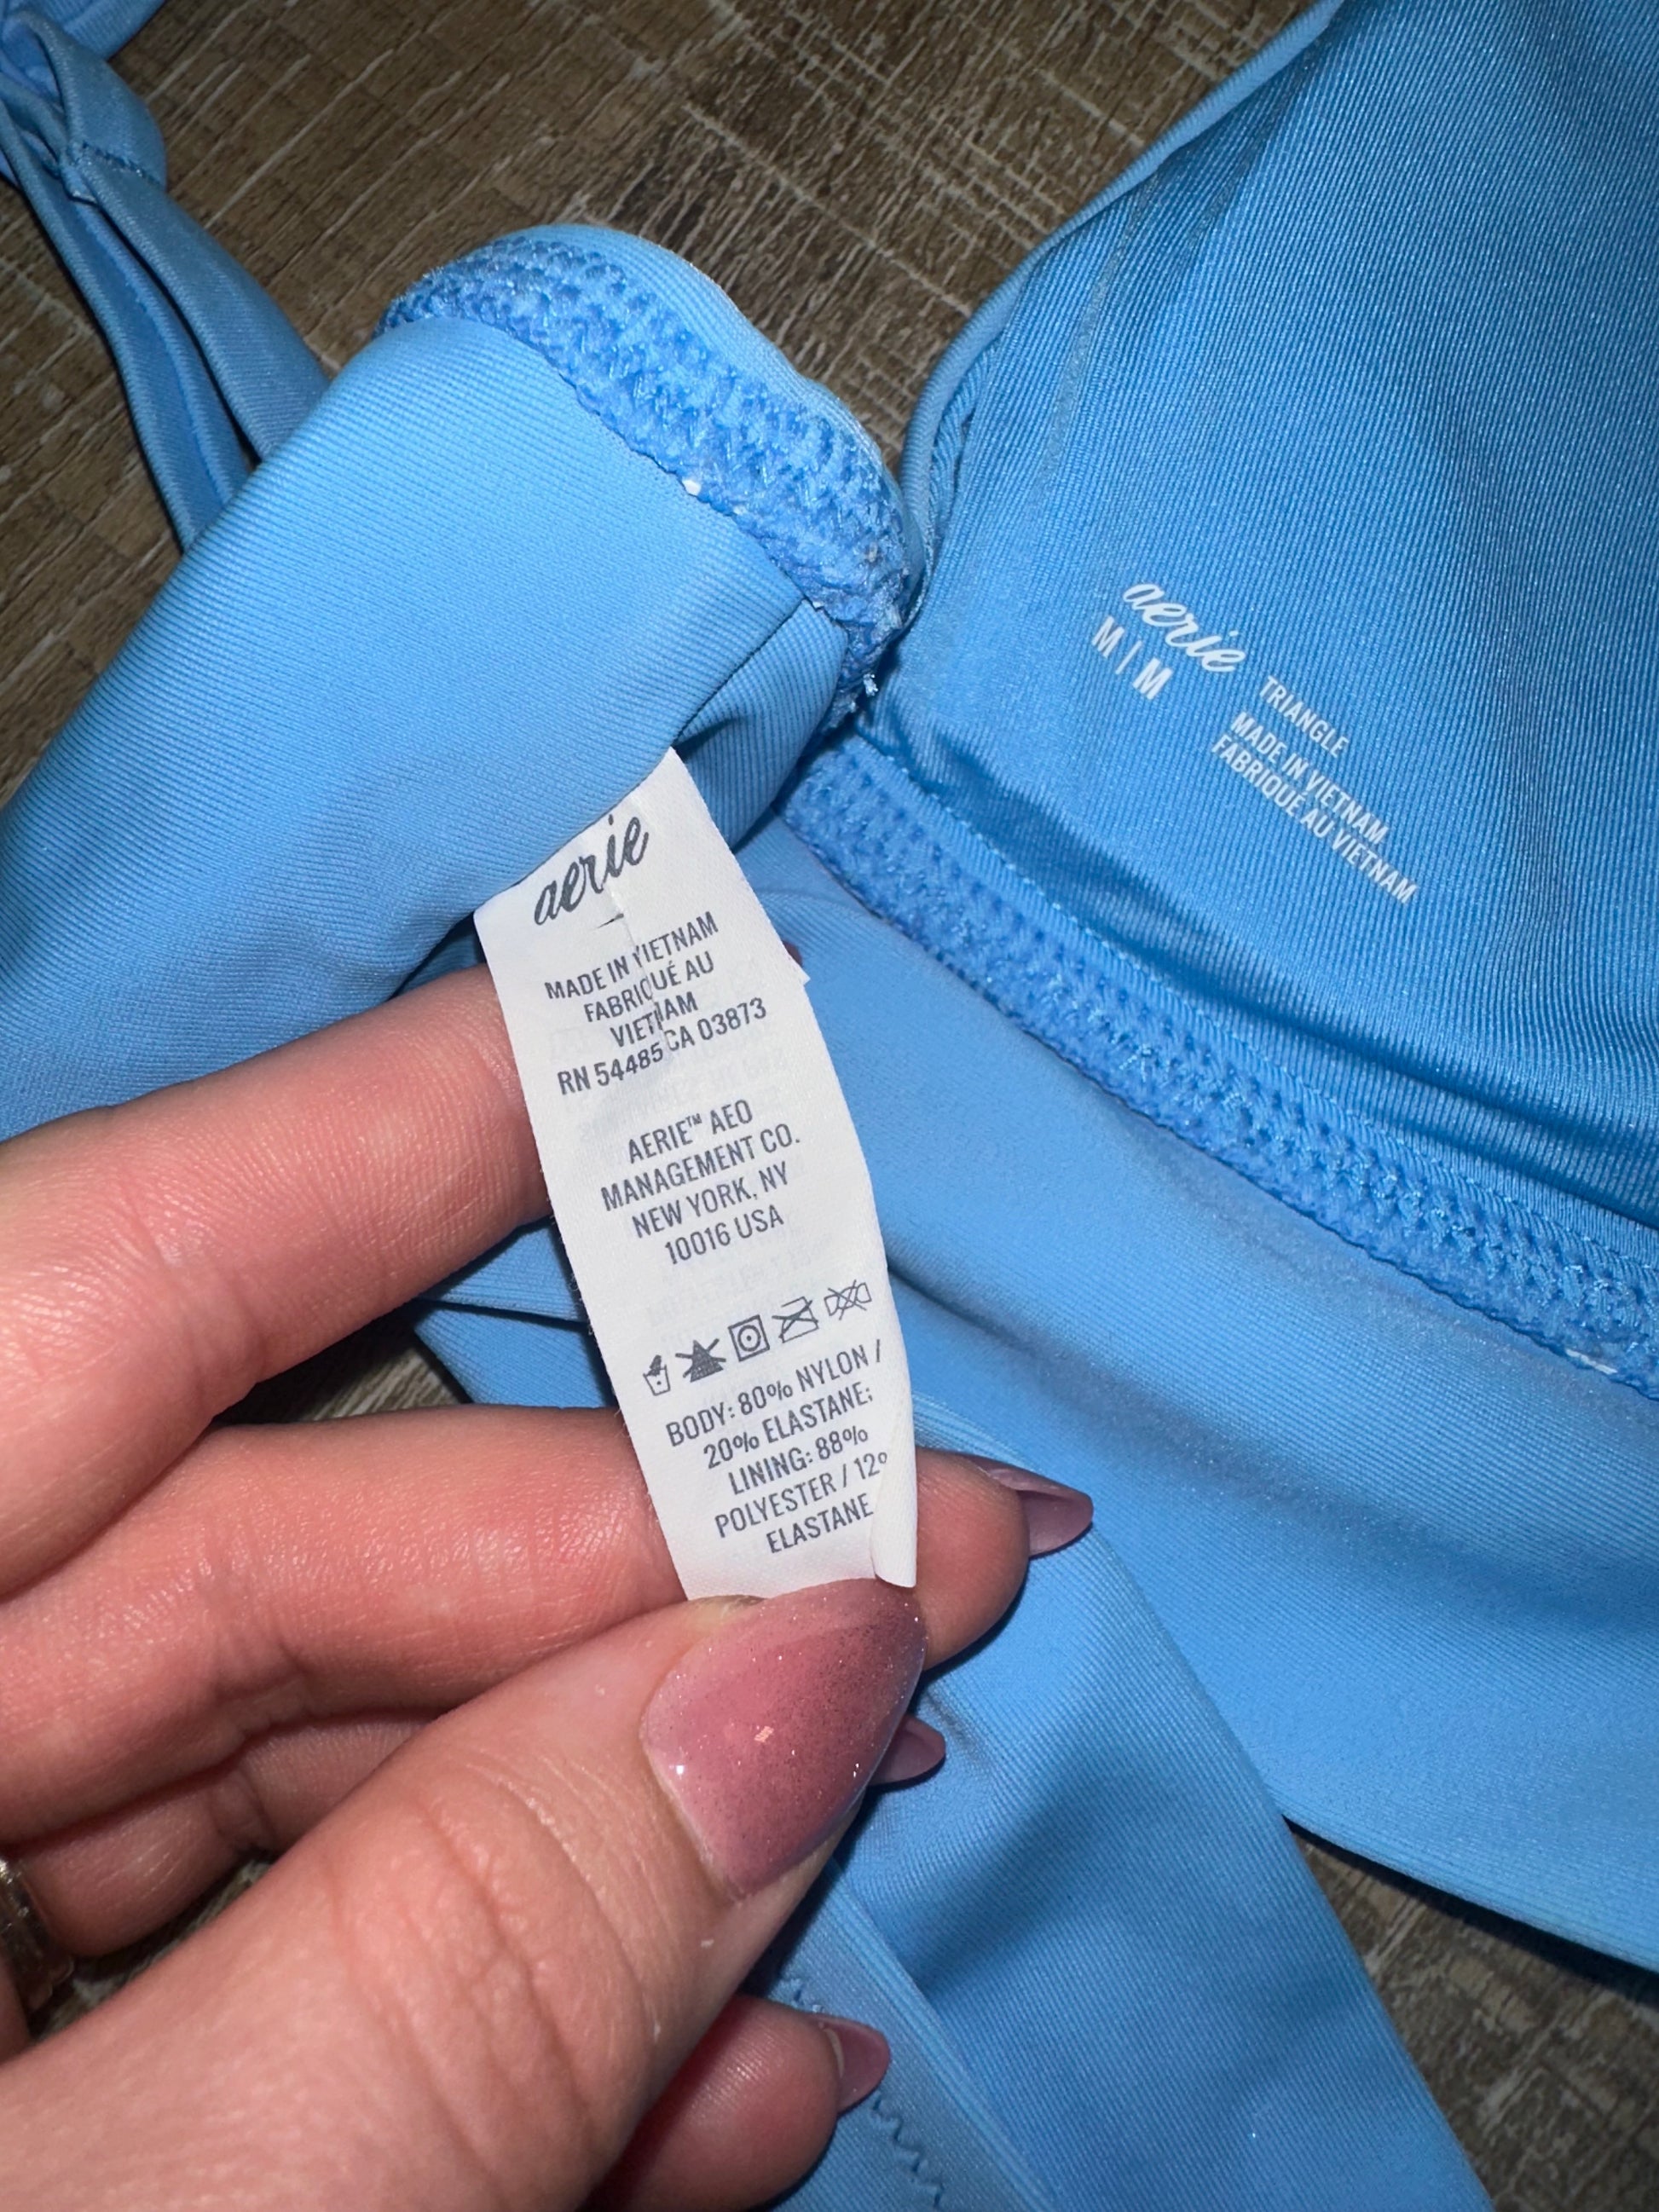 aerie
MADE IN VIETNAM
FABRIQUÉ AU
VIETNAM
RN 54485 CA 03873
AERIE™ AEO
MANAGEMENT CO.
NEW YORK, NY
10016 USA
BODY: 80% NYLON /
20% ELASTANE;
LINING: 88%
POLYESTER / 12%
ELASTANE
aerie
M / M
TRIANGLE
MADE IN VIETNAM
FABRIQUÉ AU VIETNAM